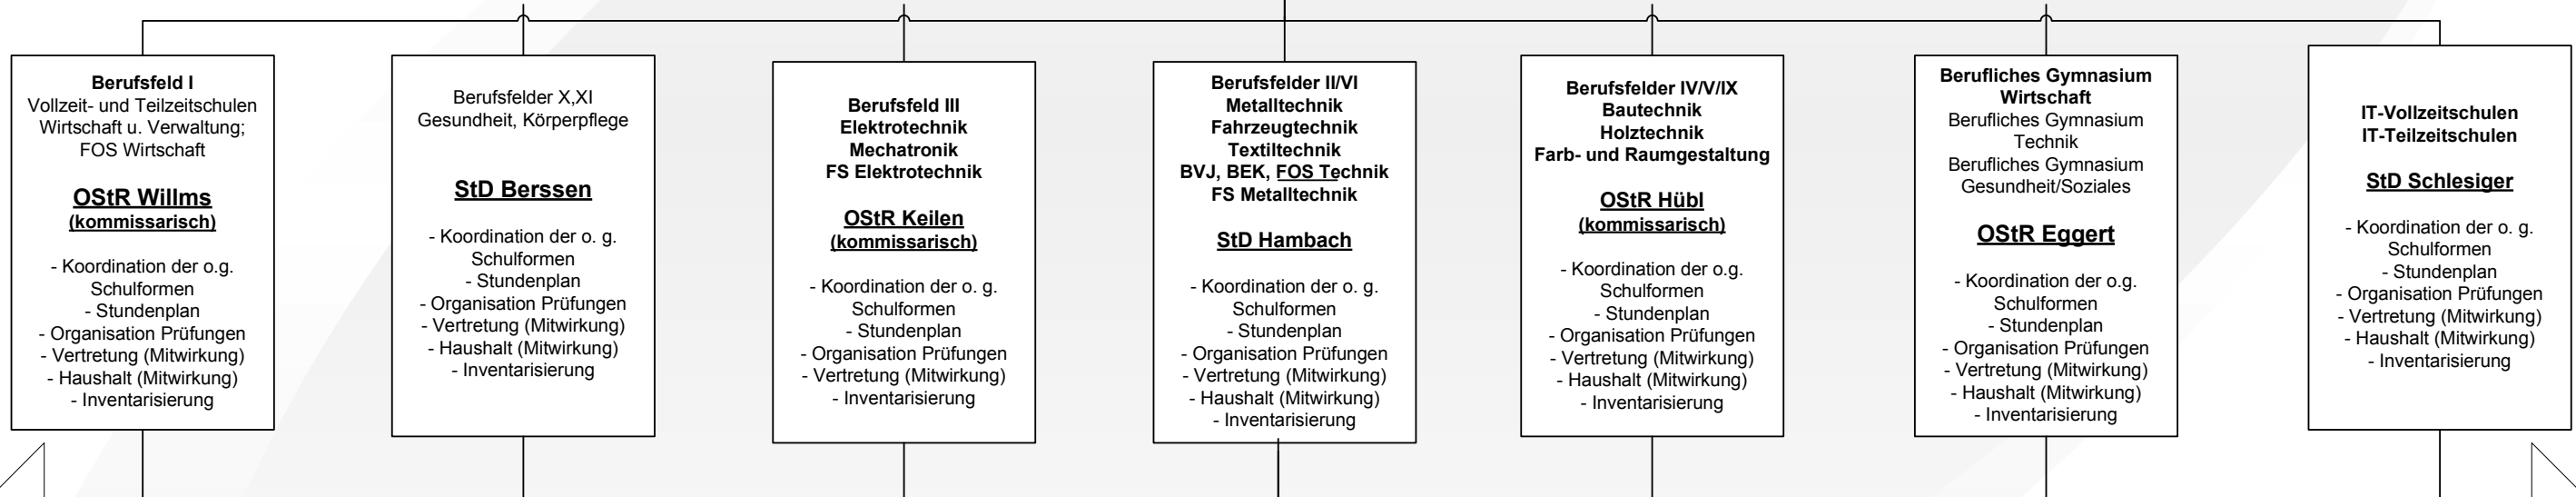 Berufsfeld I
Vollzeit- und Teilzeitschulen
Wirtschaft u. Verwaltung;
FOS Wirtschaft
OStR Willms
(kommissarisch)
- Koordination der o.g.
Schulformen
- Stundenplan
- Organisation Prüfungen
- Vertretung (Mitwirkung)
- Haushalt (Mitwirkung)
- Inventarisierung
Berufsfelder X,XI
Gesundheit, Körperpflege
StD Berssen
- Koordination der o. g.
Schulformen
- Stundenplan
- Organisation Prüfungen
- Vertretung (Mitwirkung)
- Haushalt (Mitwirkung)
- Inventarisierung
Berufsfeld III
Elektrotechnik
Mechatronik
FS Elektrotechnik
OStR Keilen
(kommissarisch)
- Koordination der o. g.
Schulformen
- Stundenplan
- Organisation Prüfungen
- Vertretung (Mitwirkung)
- Inventarisierung
Berufsfelder II/VI
Metalltechnik
Fahrzeugtechnik
Textiltechnik
BVJ, BEK, FOS Technik
FS Metalltechnik
StD Hambach
- Koordination der o. g.
Schulformen
- Stundenplan
- Organisation Prüfungen
- Vertretung (Mitwirkung)
- Haushalt (Mitwirkung)
- Inventarisierung
Berufsfelder IV/V/IX
Bautechnik
Holztechnik
Farb- und Raumgestaltung
OStR Hübl
(kommissarisch)
- Koordination der o.g.
Schulformen
- Stundenplan
- Organisation Prüfungen
- Vertretung (Mitwirkung)
- Haushalt (Mitwirkung)
- Inventarisierung
Berufliches Gymnasium
Wirtschaft
Berufliches Gymnasium
Technik
Berufliches Gymnasium
Gesundheit/Soziales
OStR Eggert
- Koordination der o.g.
Schulformen
- Stundenplan
- Organisation Prüfungen
- Vertretung (Mitwirkung)
- Haushalt (Mitwirkung)
- Inventarisierung
IT-Vollzeitschulen
IT-Teilzeitschulen
StD Schlesiger
- Koordination der o. g.
Schulformen
- Stundenplan
- Organisation Prüfungen
- Vertretung (Mitwirkung)
- Haushalt (Mitwirkung)
- Inventarisierung